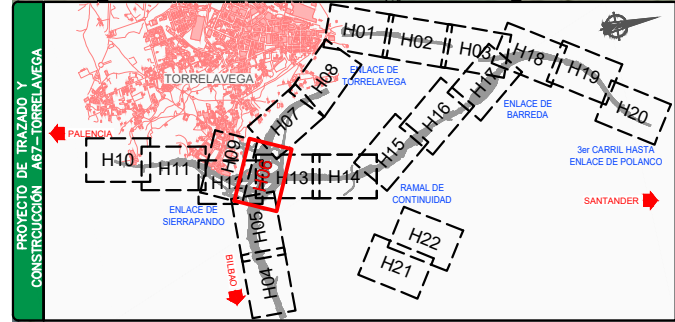 PROYECTO DE TRAZADO Y
CONSTRCUCCIÓN A67-TORRELAVEGA
H01
H02
H03
H18
H19
H20
TORRELAVEGA
ENLACE DE
TORRELAVEGA
H08
H07
H17
H16
H15
ENLACE DE
BARREDA
3er CARRIL HASTA
ENLACE DE POLANCO
PALENCIA
H10
H11
H12
H09
H06
H13
H14
RAMAL DE
CONTINUIDAD
SANTANDER
ENLACE DE
SIERRAPANDO
H05
H04
BILBAO
H22
H21